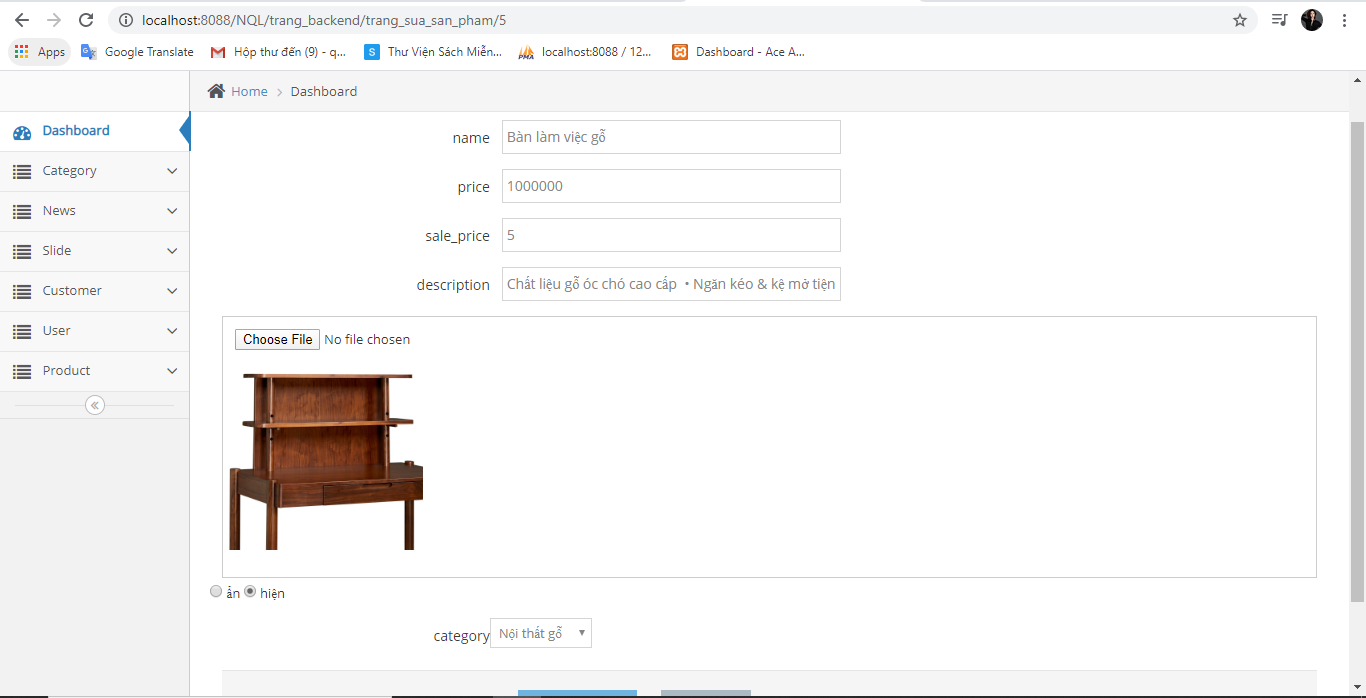 localhost:8088/NQL/trang_backend/trang_sua_san_pham/5
Apps Google Translate Hộp thư đến (9) - q... S Thư Viện Sách Miễn... PMA localhost:8088 / 12... Dashboard - Ace A...
Home > Dashboard
Dashboard
Category
News
Slide
Customer
User
Product
name Bàn làm việc gỗ
price 1000000
sale_price 5
description Chất liệu gỗ óc chó cao cấp • Ngăn kéo & kệ mở tiện
Choose File No file chosen
ẩn hiện
category Nội thất gỗ